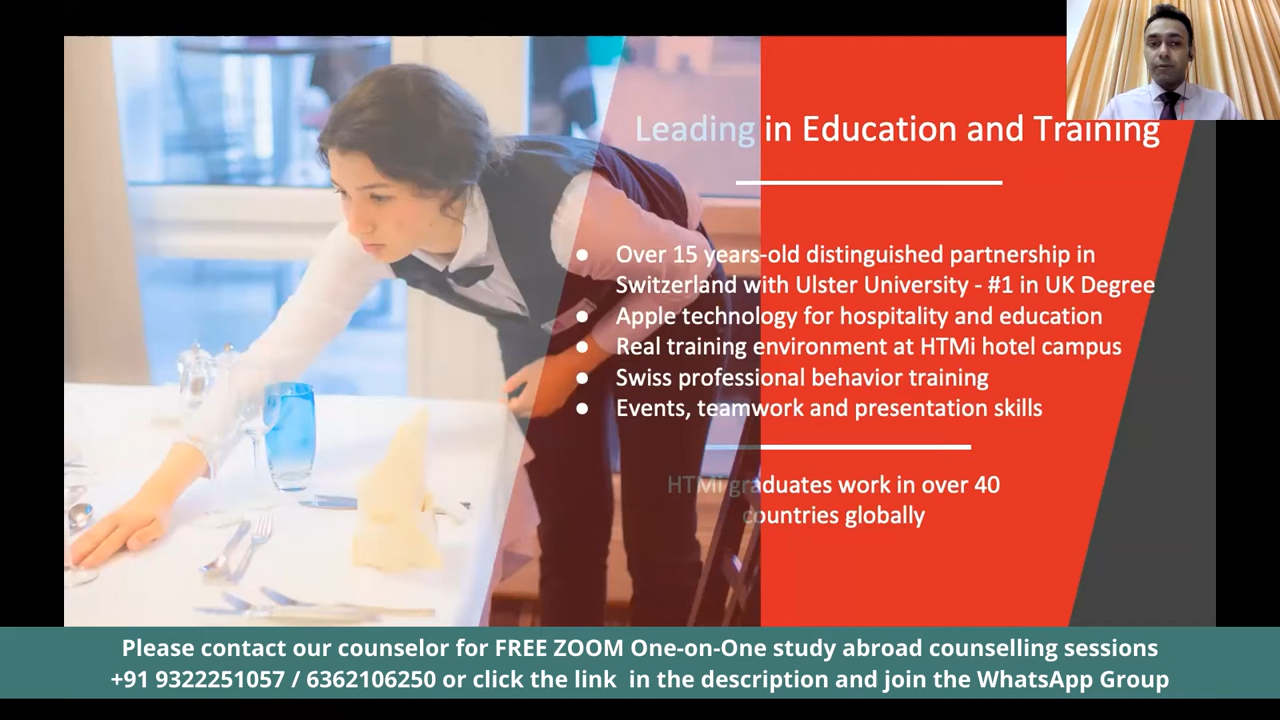 Leading in Education and Training
● Over 15 years-old distinguished partnership in
Switzerland with Ulster University - #1 in UK Degree
● Apple technology for hospitality and education
● Real training environment at HTMi hotel campus
● Swiss professional behavior training
● Events, teamwork and presentation skills
HTMi graduates work in over 40
countries globally
Please contact our counselor for FREE ZOOM One-on-One study abroad counselling sessions
+91 9322251057 / 6362106250 or click the link in the description and join the WhatsApp Group